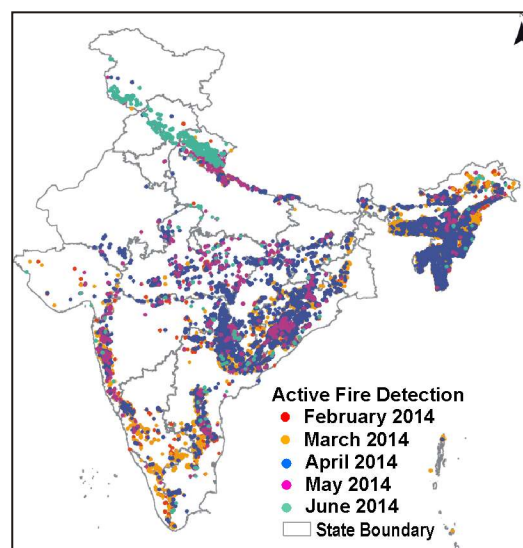 Active Fire Detection
February 2014
March 2014
April 2014
May 2014
June 2014
State Boundary